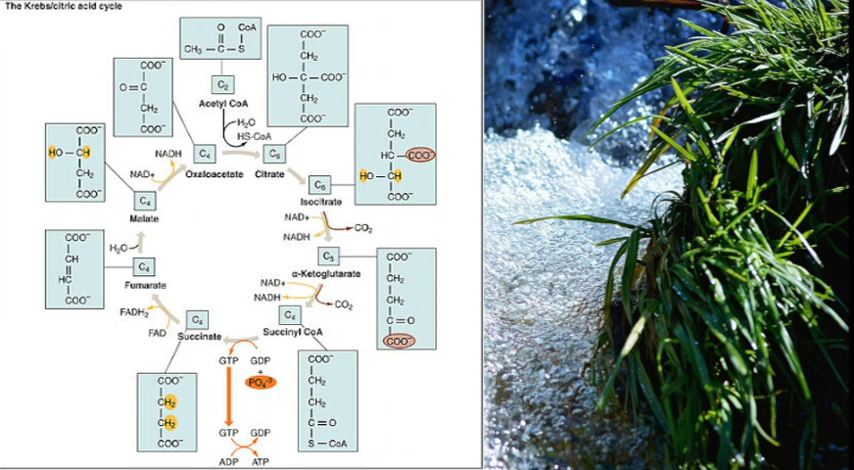 The Krebs/citric acid cycle
O CoA
CH₃ — C — S
C₂
Acetyl CoA
H₂O
HS-CoA
COO⁻
O=C
CH₂
COO⁻
COO⁻
CH₂
HO — C — COO⁻
CH₂
COO⁻
C₄
Oxaloacetate
C₆
Citrate
COO⁻
HO — CH
CH₂
COO⁻
NADH
NAD+
C₄
Malate
COO⁻
CH₂
HC — COO⁻
HO — CH
COO⁻
C₆
Isocitrate
NAD+
NADH
CO₂
H₂O
COO⁻
CH
HC
COO⁻
C₄
Fumarate
C₅
α-Ketoglutarate
COO⁻
CH₂
CH₂
C=O
COO⁻
NAD+
NADH
CO₂
FADH₂
FAD
C₄
Succinate
C₄
Succinyl CoA
GTP GDP
+
PO₄⁻³
COO⁻
CH₂
CH₂
COO⁻
COO⁻
CH₂
CH₂
C=O
S — CoA
GTP GDP
ADP ATP